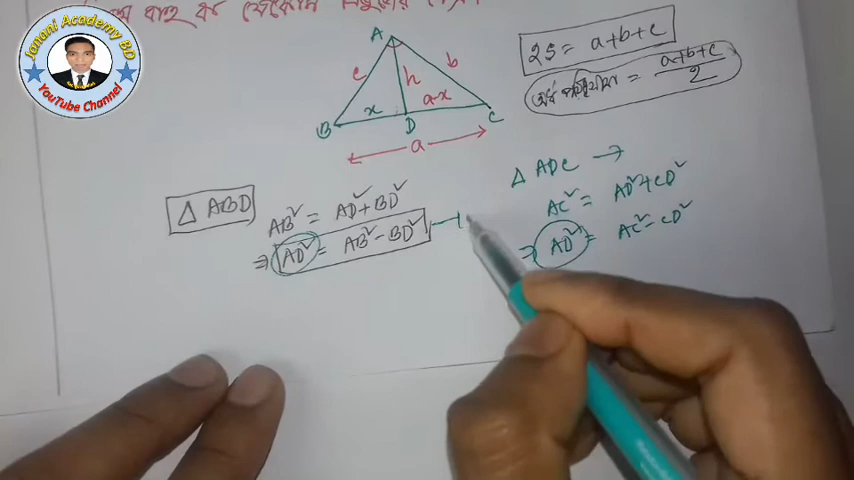 Jonani Academy BD
YouTube Channel
বাহু বা যেকোন
A
c
h
b
x
a-x
B
D
C
a
2S = a+b+c
অর্ধ পরিসীমা = a+b+c / 2
Δ ABD
AB² = AD² + BD²
⇒ AD² = AB² - BD²
Δ ADC →
AC² = AD² + CD²
⇒ AD² = AC² - CD²